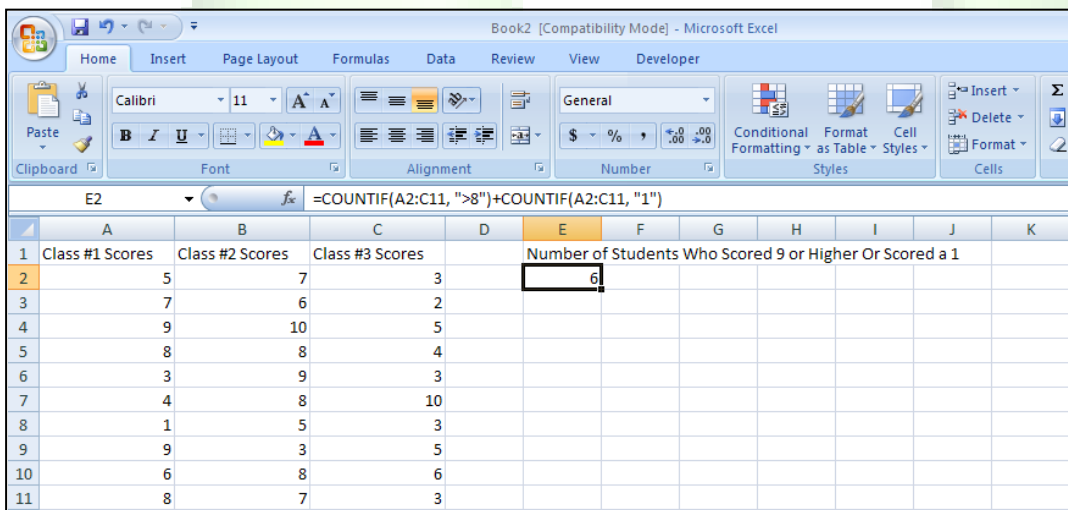 Book2 [Compatibility Mode] - Microsoft Excel
Home Insert Page Layout Formulas Data Review View Developer
Paste
Calibri 11 A A
B I U A
General
$ % , .0 .00 .00 .0
Conditional Formatting
Format as Table
Cell Styles
Insert
Delete
Format
Σ
Clipboard Font Alignment Number Styles Cells
E2 fx =COUNTIF(A2:C11, ">8")+COUNTIF(A2:C11, "1")
A B C D E F G H I J K
1 Class #1 Scores Class #2 Scores Class #3 Scores Number of Students Who Scored 9 or Higher Or Scored a 1
2 5 7 3 6
3 7 6 2
4 9 10 5
5 8 8 4
6 3 9 3
7 4 8 10
8 1 5 3
9 9 3 5
10 6 8 6
11 8 7 3